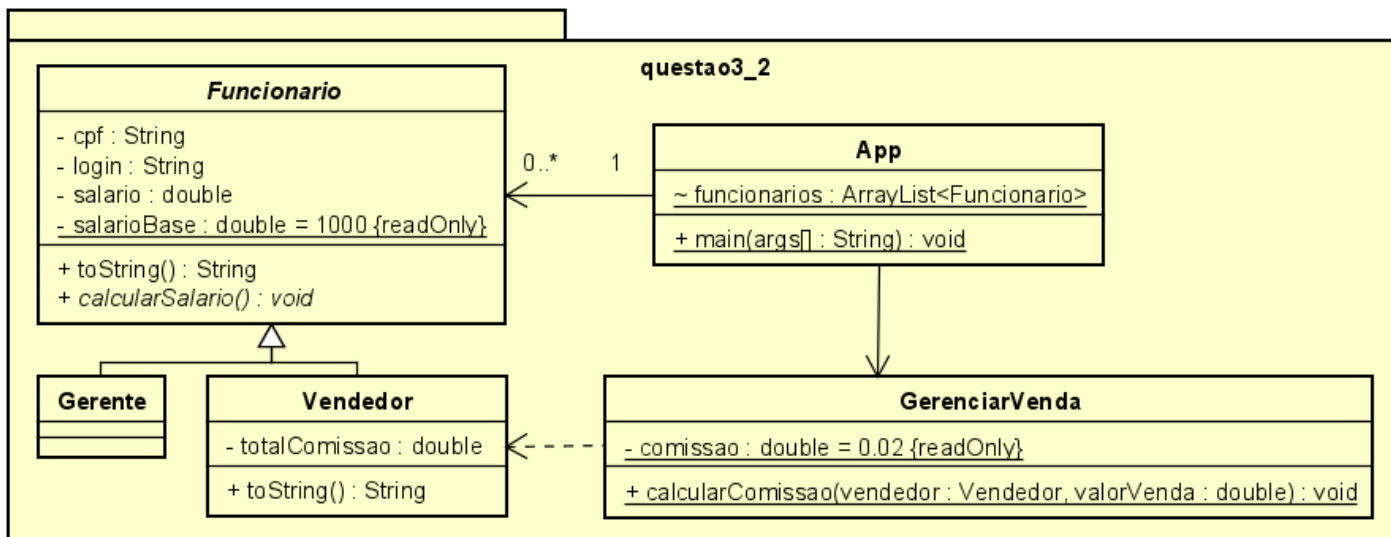 questao3_2
Funcionario
- cpf : String
- login : String
- salario : double
- salarioBase : double = 1000 {readOnly}
+ toString() : String
+ calcularSalario() : void
0..*
1
App
~ funcionarios : ArrayList<Funcionario>
+ main(args[] : String) : void
Gerente
Vendedor
- totalComissao : double
+ toString() : String
GerenciarVenda
- comissao : double = 0.02 {readOnly}
+ calcularComissao(vendedor : Vendedor, valorVenda : double) : void